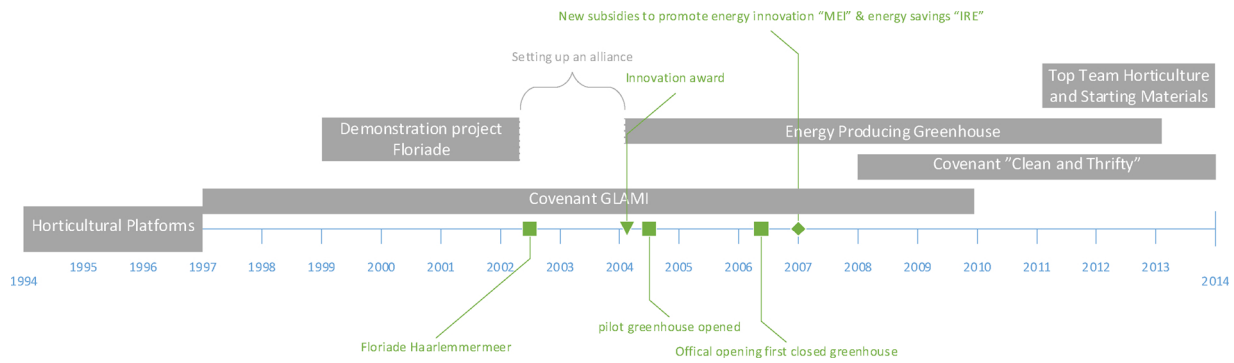 New subsidies to promote energy innovation “MEI” & energy savings “IRE”
Setting up an alliance
Innovation award
Top Team Horticulture
and Starting Materials
Demonstration project
Floriade
Energy Producing Greenhouse
Covenant ”Clean and Thrifty”
Covenant GLAMI
Horticultural Platforms
1995 1996 1997 1998 1999 2000 2001 2002 2003 2004 2005 2006 2007 2008 2009 2010 2011 2012 2013
1994 2014
pilot greenhouse opened
Floriade Haarlemmermeer
Offical opening first closed greenhouse